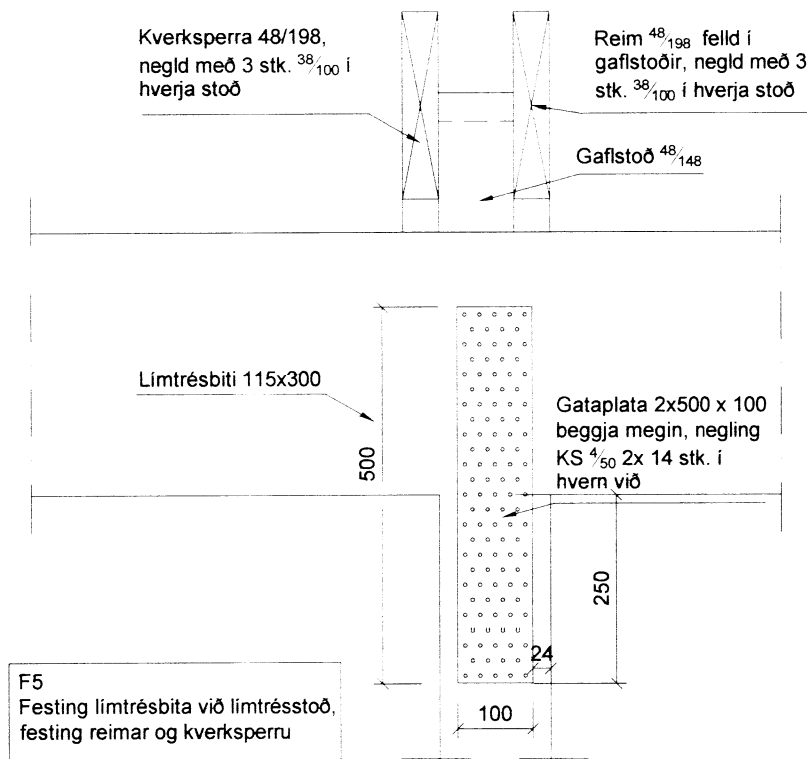 Kverksperra 48/198,
negld með 3 stk. 38/100 í
hverja stoð
Reim 48/198 felld í
gaflstoðir, negld með 3
stk. 38/100 í hverja stoð
Gaflstoð 48/148
Límtrésbiti 115x300
Gataplata 2x500 x 100
beggja megin, negling
KS 4/50 2x 14 stk. í
hvern við
500
250
24
100
F5
Festing límtrésbita við límtrésstoð,
festing reimar og kverksperru